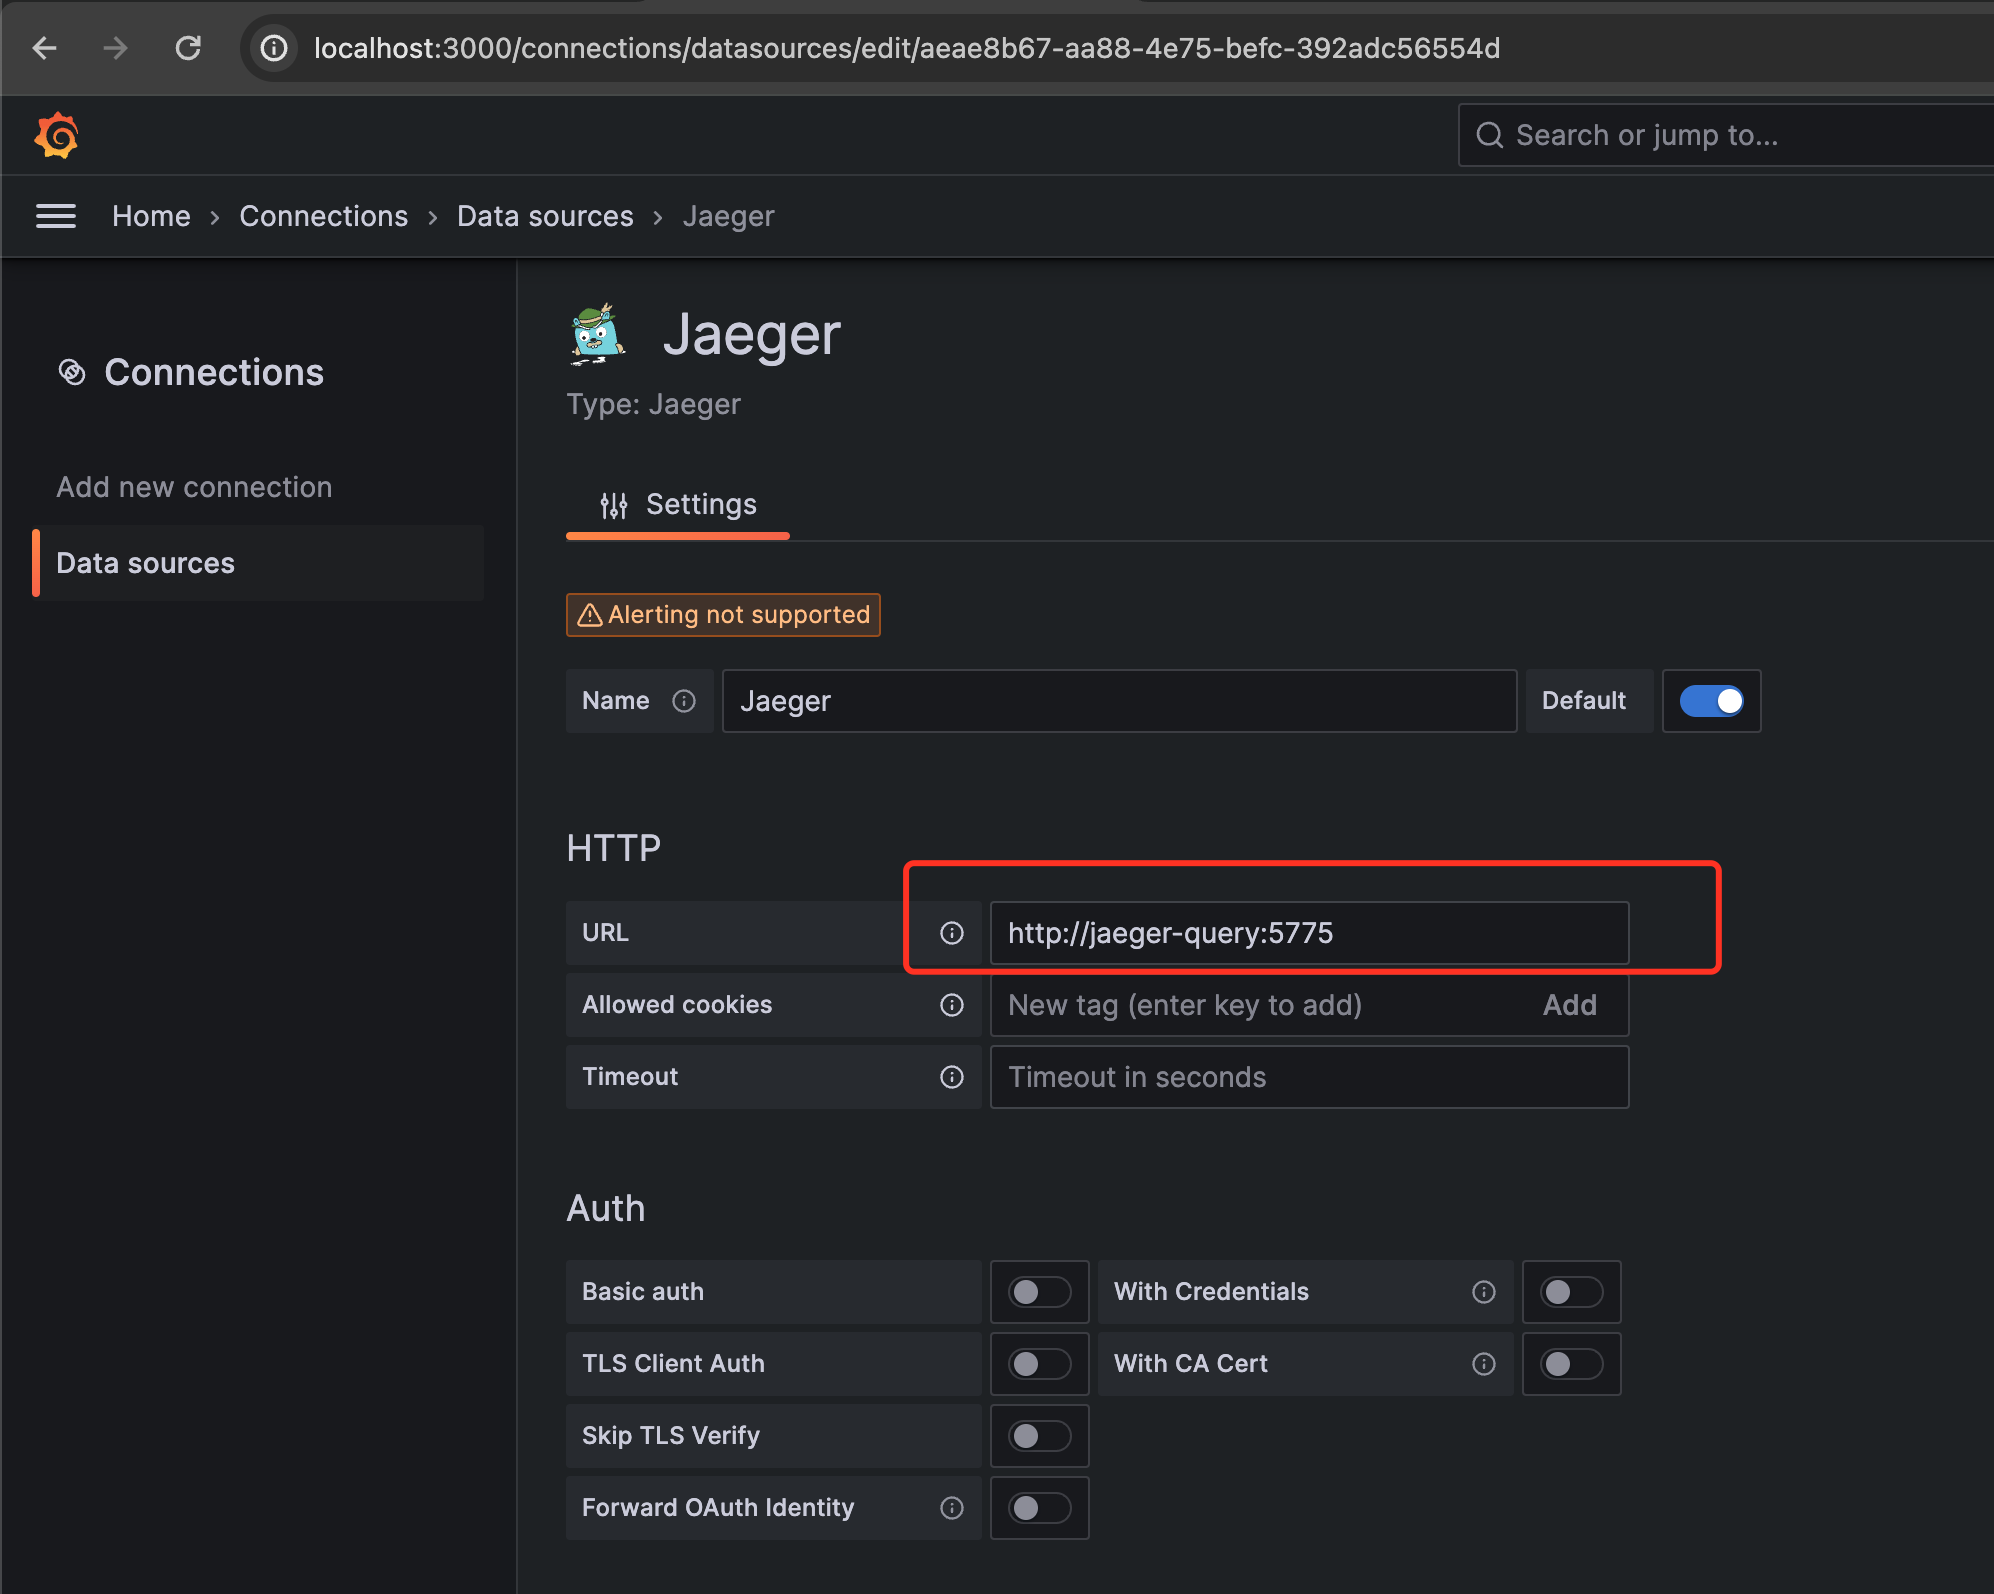 localhost:3000/connections/datasources/edit/aeae8b67-aa88-4e75-befc-392adc56554d
Search or jump to...
Home › Connections › Data sources › Jaeger
Connections
Add new connection
Data sources
Jaeger
Type: Jaeger
Settings
Alerting not supported
Name Jaeger Default
HTTP
URL http://jaeger-query:5775
Allowed cookies New tag (enter key to add) Add
Timeout Timeout in seconds
Auth
Basic auth With Credentials
TLS Client Auth With CA Cert
Skip TLS Verify
Forward OAuth Identity